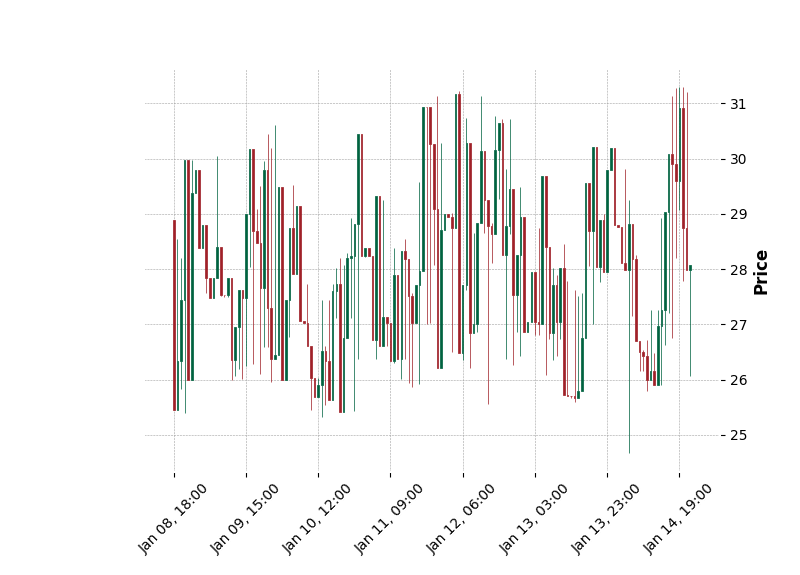 31
30
29
28
27
26
25
Price
Jan 08, 18:00
Jan 09, 15:00
Jan 10, 12:00
Jan 11, 09:00
Jan 12, 06:00
Jan 13, 03:00
Jan 13, 23:00
Jan 14, 19:00